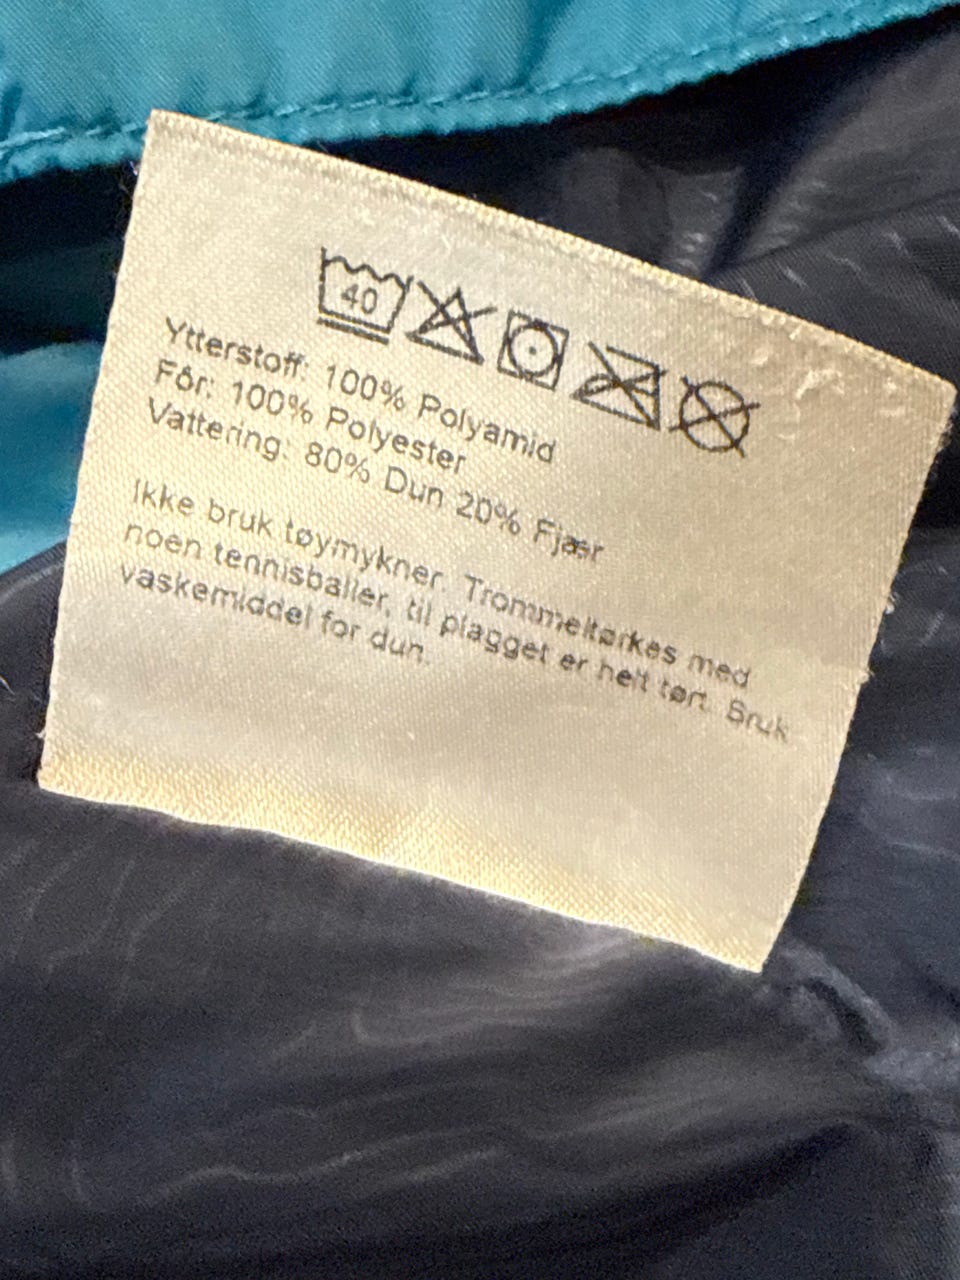 40
Ytterstoff: 100% Polyamid
Fôr: 100% Polyester
Vattering: 80% Dun 20% Fjær
Ikke bruk tøymykner. Trommeltørkes med
noen tennisballer, til plagget er helt tørt. Bruk
vaskemiddel for dun.